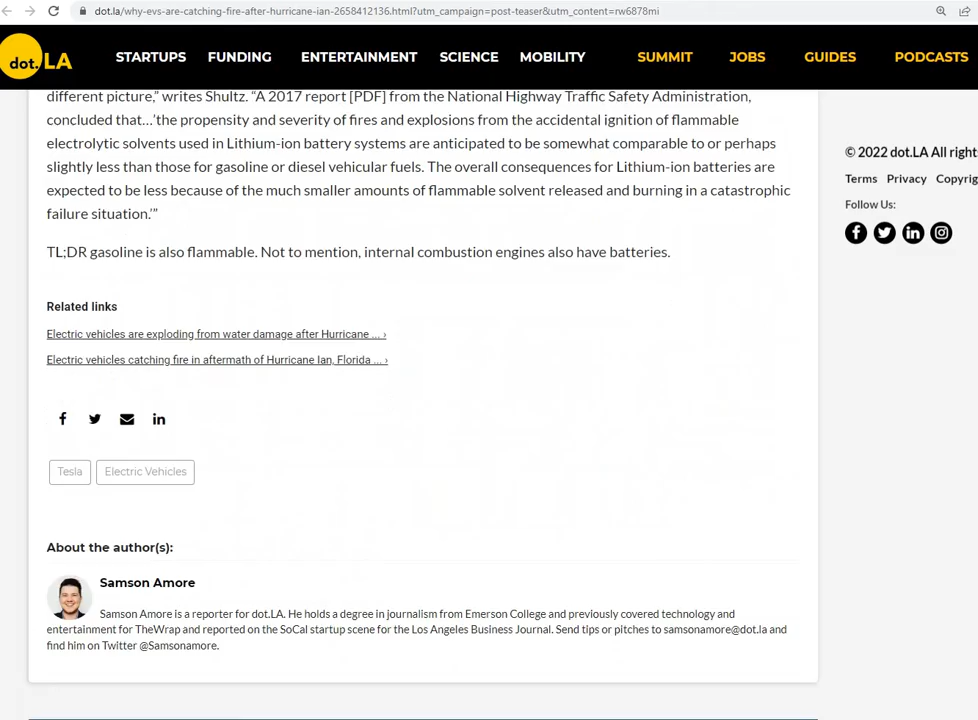 dot.la/why-evs-are-catching-fire-after-hurricane-ian-2658412136.html?utm_campaign=post-teaser&utm_content=rw6878mi
dot.LA STARTUPS FUNDING ENTERTAINMENT SCIENCE MOBILITY SUMMIT JOBS GUIDES PODCASTS
different picture,” writes Shultz. “A 2017 report [PDF] from the National Highway Traffic Safety Administration,
concluded that…’the propensity and severity of fires and explosions from the accidental ignition of flammable
electrolytic solvents used in Lithium-ion battery systems are anticipated to be somewhat comparable to or perhaps
slightly less than those for gasoline or diesel vehicular fuels. The overall consequences for Lithium-ion batteries are
expected to be less because of the much smaller amounts of flammable solvent released and burning in a catastrophic
failure situation.’”
TL;DR gasoline is also flammable. Not to mention, internal combustion engines also have batteries.
Related links
Electric vehicles are exploding from water damage after Hurricane ... ›
Electric vehicles catching fire in aftermath of Hurricane Ian, Florida ... ›
Tesla Electric Vehicles
About the author(s):
Samson Amore
Samson Amore is a reporter for dot.LA. He holds a degree in journalism from Emerson College and previously covered technology and
entertainment for TheWrap and reported on the SoCal startup scene for the Los Angeles Business Journal. Send tips or pitches to samsonamore@dot.la and
find him on Twitter @Samsonamore.
© 2022 dot.LA All right
Terms Privacy Copyrig
Follow Us: